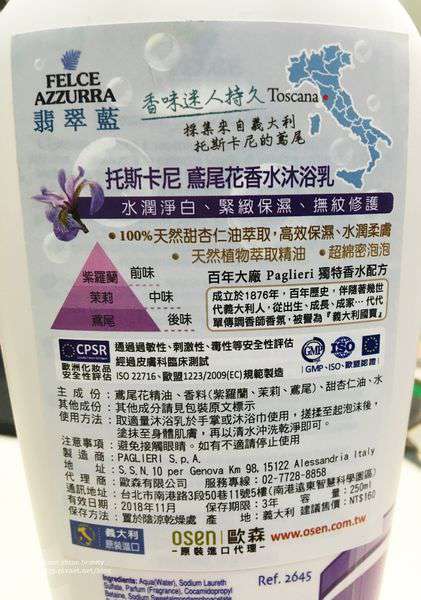 FELCE
AZZURRA
翡翠藍
香味迷人持久 Toscana
採集來自義大利
托斯卡尼的鳶尾
托斯卡尼 鳶尾花香水沐浴乳
水潤淨白、緊緻保濕、撫紋修護
•100%天然甜杏仁油萃取,高效保濕、水潤柔膚
• 天然植物萃取精油 • 超綿密泡泡
紫羅蘭 前味
茉莉 中味
鳶尾 後味
百年大廠 Paglieri 獨特香水配方
成立於1876年,百年歷史,伴隨著幾世
代義大利人,從出生、成長、成家…代代
單傳調香師香氛,被譽為『義大利國寶』
CPSR
歐洲化妝品
安全性評估
通過過敏性、刺激性、毒性等安全性評估
經過皮膚科臨床測試
ISO 22716、歐盟1223/2009(EC)規範製造
GMP ISO
GMP、ISO、歐盟認證
主成份:鳶尾花精油、香料(紫羅蘭、茉莉、鳶尾)、甜杏仁油、水
其他成份:其他成分請見包裝原文標示
使用方法:取適量沐浴乳於手掌或沐浴巾使用,搓揉至起泡沫後,
塗抹至身體肌膚,再以清水沖洗乾淨即可。
注意事項:避免接觸眼睛。如有不適請停止使用
製造商:PAGLIERI S.p.A.
地址:S.S.N.10 per Genova Km 98, 15122 Alessandria Italy
代理商:歐森有限公司 服務專線:02-7728-8858
通訊地址:台北市南港路3段50巷11號5樓(南港遠東智慧科學園區)
有效日期:2018年11月 保存期限:3年 容量:250ml
保存方法:置於陰涼乾燥處 產地:義大利 建議售價:NT$160
義大利
原裝進口
osen|歐森
–原裝進口代理–
www.osen.com.tw
Ingredients: Aqua(Water), Sodium Laureth
Sulfate, Parfum (Fragrance), Cocamidopropyl
Betaine, Sodium
Ref. 2645